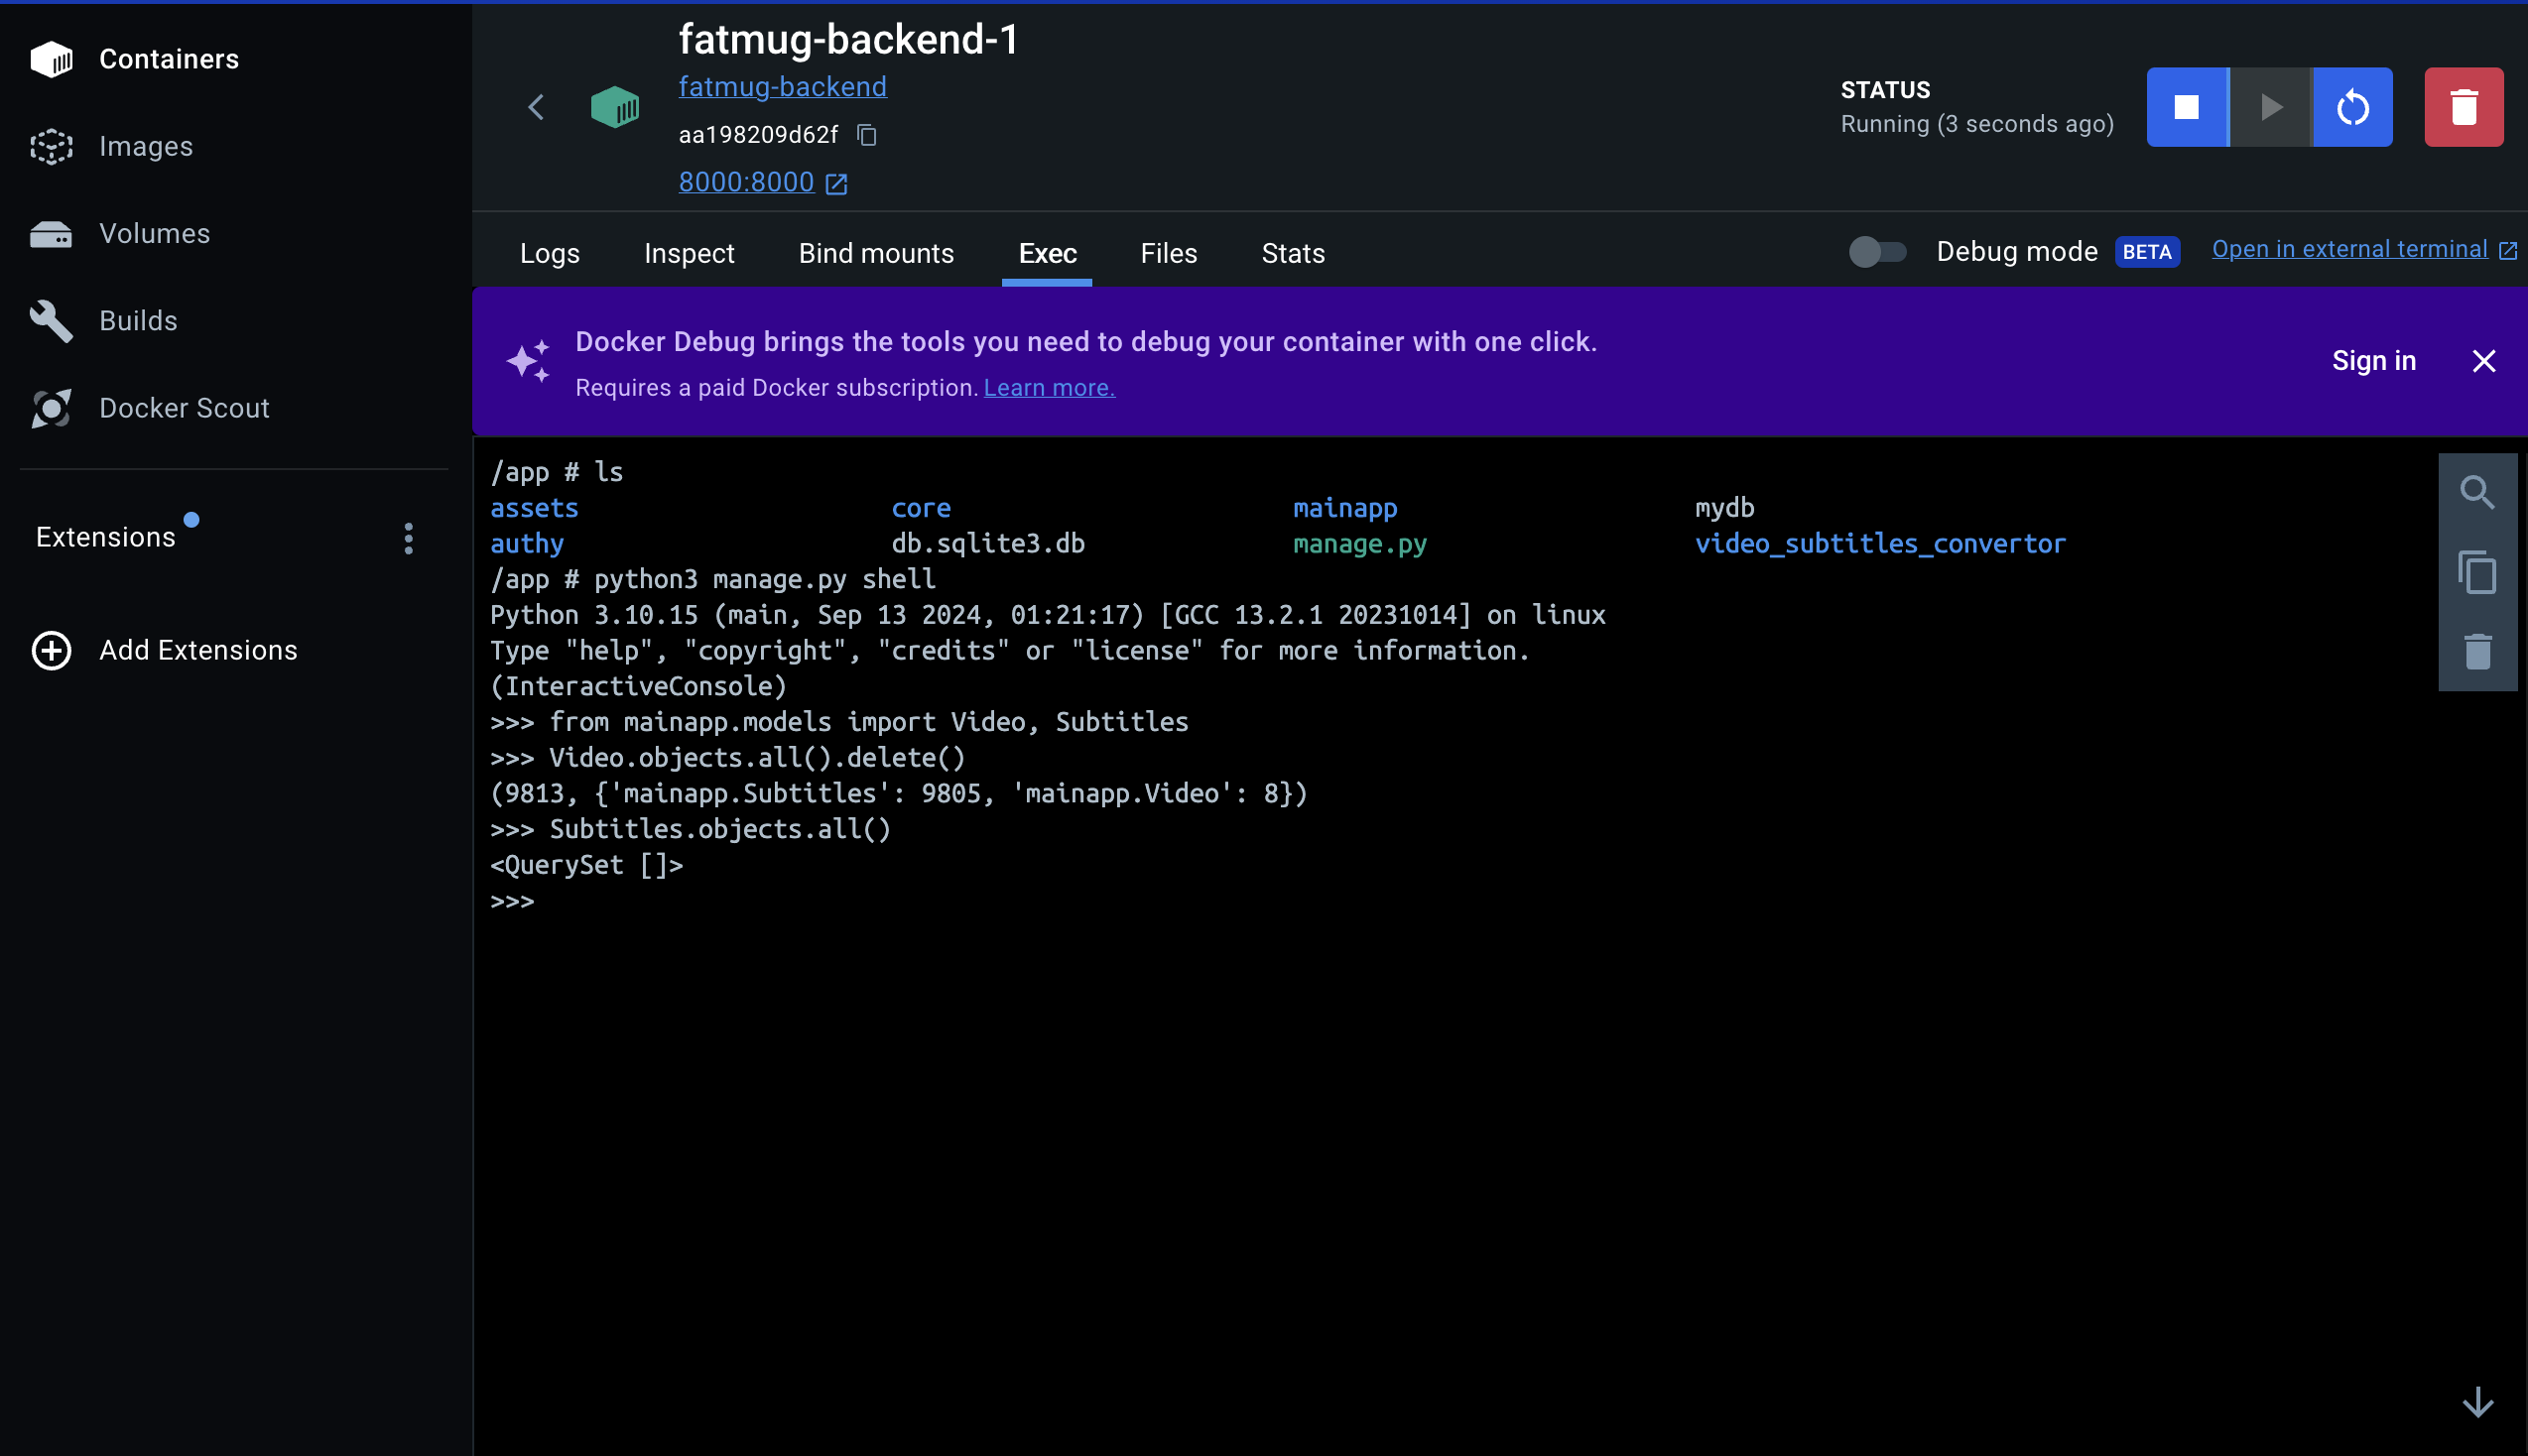 Containers
Images
Volumes
Builds
Docker Scout
Extensions
Add Extensions
fatmug-backend-1
fatmug-backend
aa198209d62f
8000:8000
STATUS
Running (3 seconds ago)
Logs Inspect Bind mounts Exec Files Stats
Debug mode BETA Open in external terminal
Docker Debug brings the tools you need to debug your container with one click.
Requires a paid Docker subscription. Learn more.
Sign in
/app # ls
assets core mainapp mydb
authy db.sqlite3.db manage.py video_subtitles_convertor
/app # python3 manage.py shell
Python 3.10.15 (main, Sep 13 2024, 01:21:17) [GCC 13.2.1 20231014] on linux
Type "help", "copyright", "credits" or "license" for more information.
(InteractiveConsole)
>>> from mainapp.models import Video, Subtitles
>>> Video.objects.all().delete()
(9813, {'mainapp.Subtitles': 9805, 'mainapp.Video': 8})
>>> Subtitles.objects.all()
<QuerySet []>
>>>